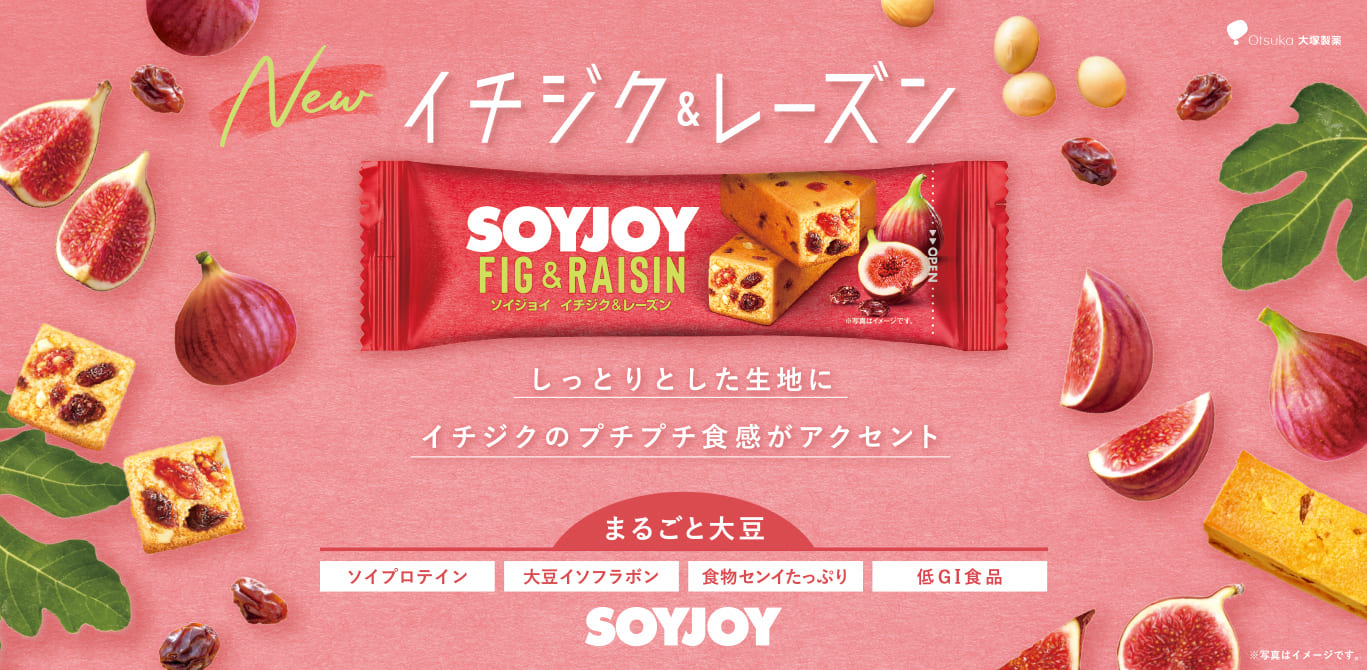 Otsuka 大塚製薬
New
イチジク&レーズン
SOYJOY
FIG & RAISIN
ソイジョイ イチジク&レーズン
OPEN
※写真はイメージです。
しっとりとした生地に
イチジクのプチプチ食感がアクセント
まるごと大豆
ソイプロテイン
大豆イソフラボン
食物センイたっぷり
低GI食品
SOYJOY
※写真はイメージです。